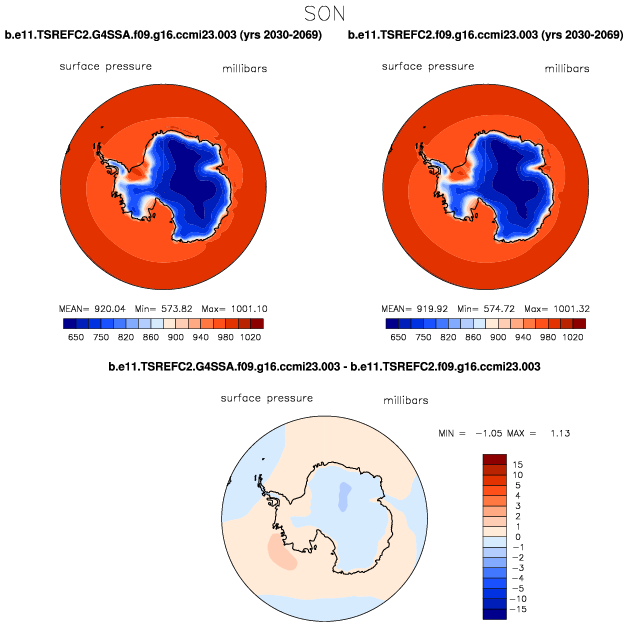 SON
b.e11.TSREFC2.G4SSA.f09.g16.ccmi23.003 (yrs 2030-2069)
b.e11.TSREFC2.f09.g16.ccmi23.003 (yrs 2030-2069)
surface pressure millibars
surface pressure millibars
MEAN= 920.04 Min= 573.82 Max= 1001.10
MEAN= 919.92 Min= 574.72 Max= 1001.32
650 750 820 860 900 940 980 1020
650 750 820 860 900 940 980 1020
b.e11.TSREFC2.G4SSA.f09.g16.ccmi23.003 - b.e11.TSREFC2.f09.g16.ccmi23.003
surface pressure millibars
MIN = -1.05 MAX = 1.13
15
10
5
4
3
2
1
0
-1
-2
-3
-4
-5
-10
-15